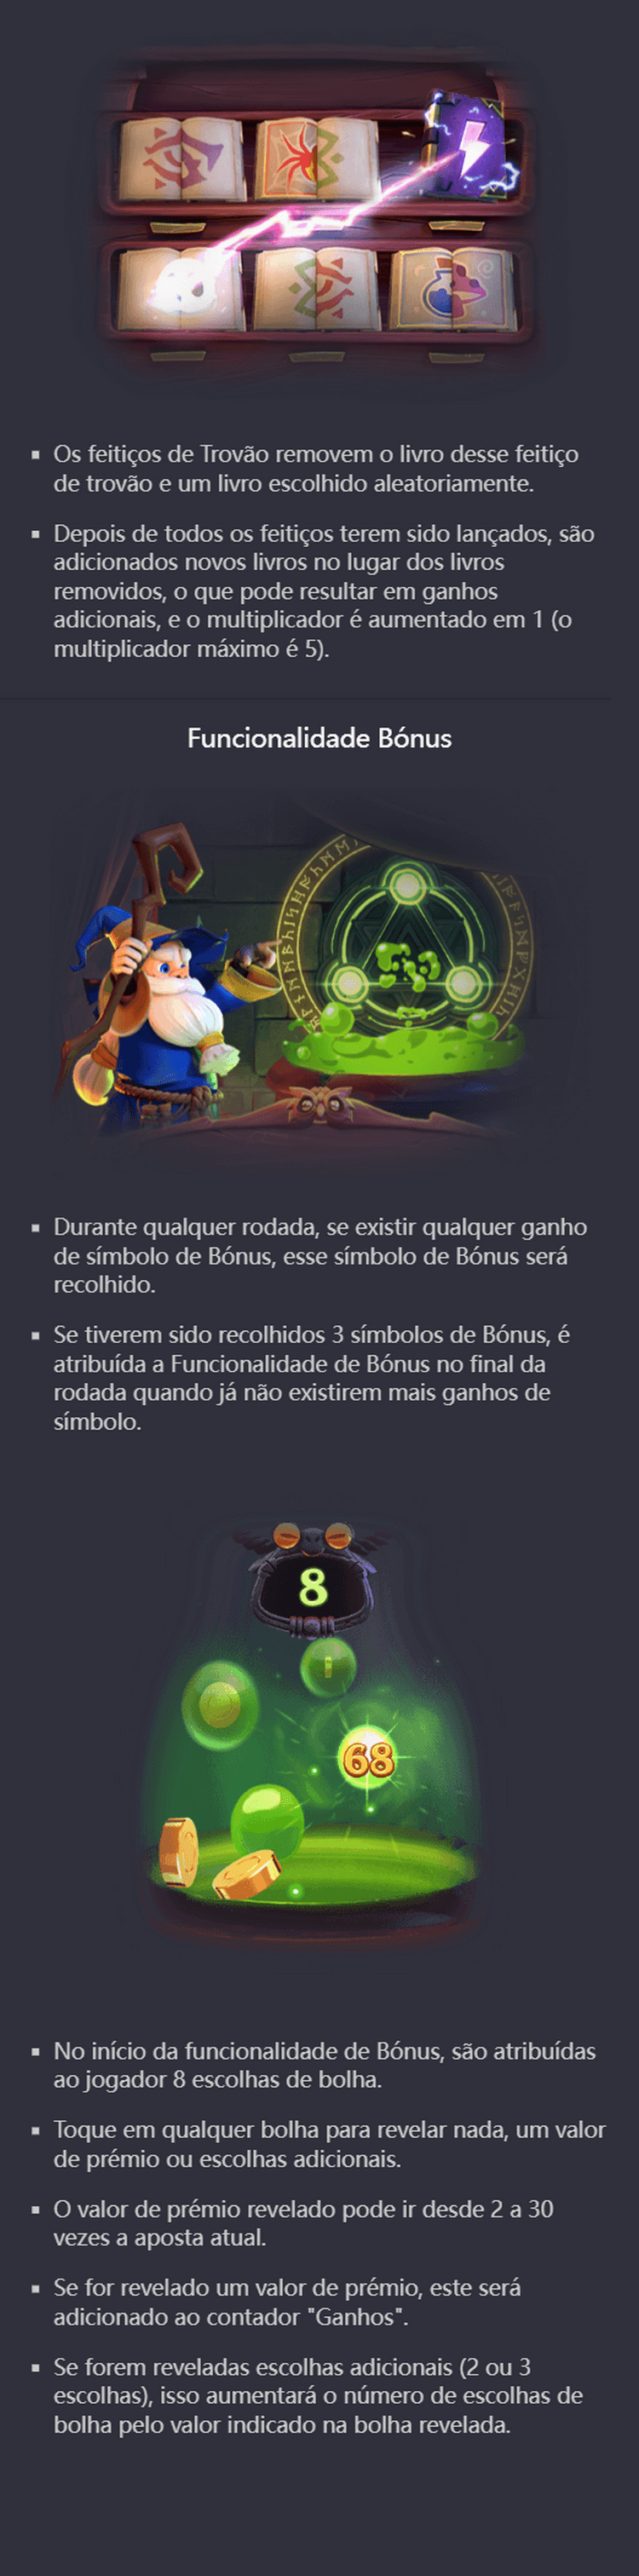 Os feitiços de Trovão removem o livro desse feitiço
de trovão e um livro escolhido aleatoriamente.
Depois de todos os feitiços terem sido lançados, são
adicionados novos livros no lugar dos livros
removidos, o que pode resultar em ganhos
adicionais, e o multiplicador é aumentado em 1 (o
multiplicador máximo é 5).
Funcionalidade Bónus
Durante qualquer rodada, se existir qualquer ganho
de símbolo de Bónus, esse símbolo de Bónus será
recolhido.
Se tiverem sido recolhidos 3 símbolos de Bónus, é
atribuída a Funcionalidade de Bónus no final da
rodada quando já não existirem mais ganhos de
símbolo.
8
68
No início da funcionalidade de Bónus, são atribuídas
ao jogador 8 escolhas de bolha.
Toque em qualquer bolha para revelar nada, um valor
de prémio ou escolhas adicionais.
O valor de prémio revelado pode ir desde 2 a 30
vezes a aposta atual.
Se for revelado um valor de prémio, este será
adicionado ao contador "Ganhos".
Se forem reveladas escolhas adicionais (2 ou 3
escolhas), isso aumentará o número de escolhas de
bolha pelo valor indicado na bolha revelada.